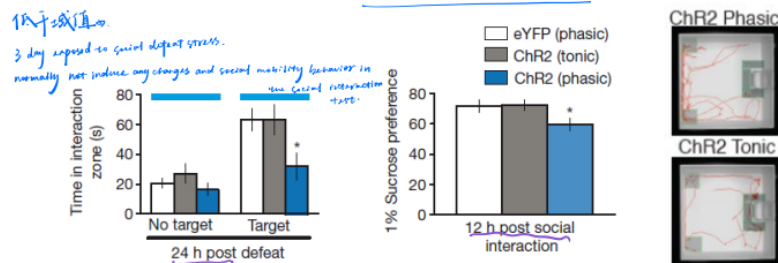 低于域值的.
3 day exposed to social defeat stress.
normally not induce any changes and social mobility behavior in
the social interaction
test.
eYFP (phasic)
ChR2 (tonic)
ChR2 (phasic)
Time in interaction
zone (s)
80
60
40
20
0
*
No target
Target
24 h post defeat
1% Sucrose preference
100
80
60
40
20
0
*
12 h post social
interaction
ChR2 Phasic
ChR2 Tonic